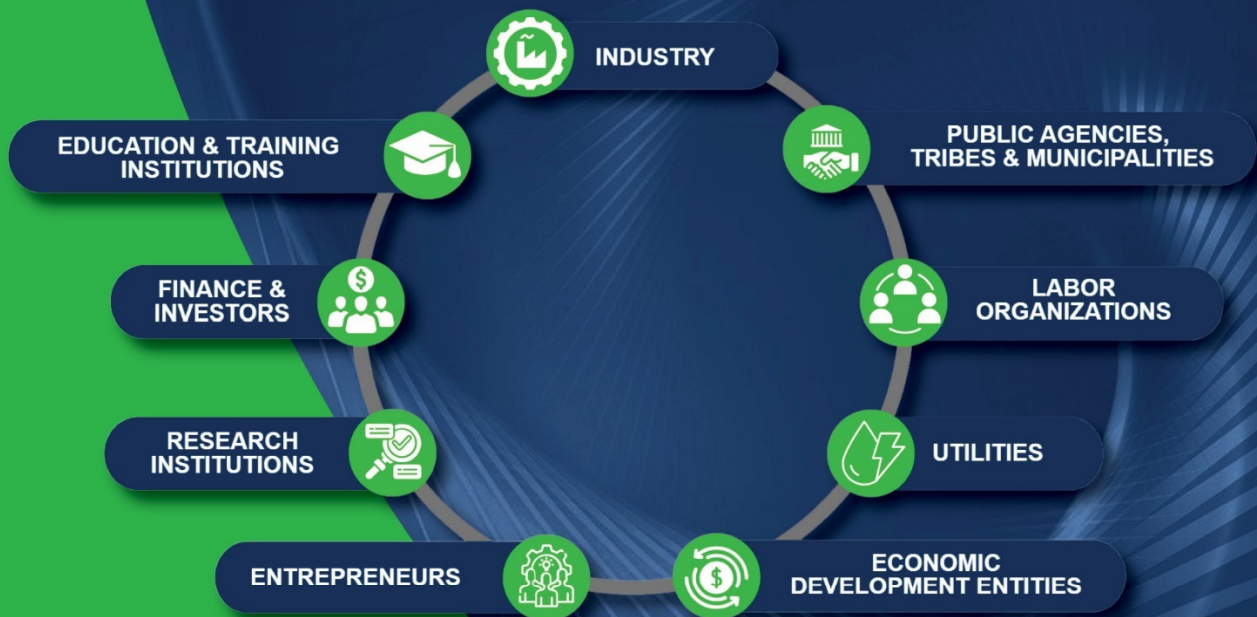 INDUSTRY
PUBLIC AGENCIES,
TRIBES & MUNICIPALITIES
LABOR
ORGANIZATIONS
UTILITIES
ECONOMIC
DEVELOPMENT ENTITIES
ENTREPRENEURS
RESEARCH
INSTITUTIONS
FINANCE &
INVESTORS
EDUCATION & TRAINING
INSTITUTIONS